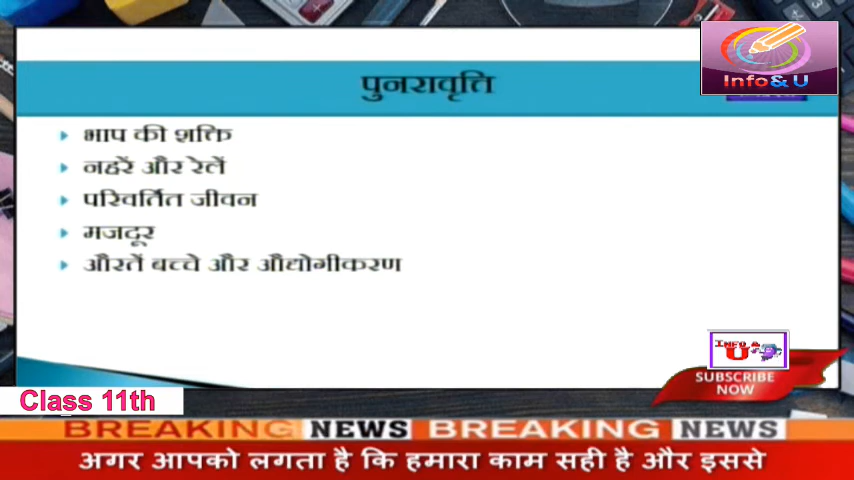 Info& U
पुनरावृत्ति
भाप की शक्ति
नहरें और रेलें
परिवर्तित जीवन
मजदूर
औरतें बच्चे और औद्योगीकरण
INFO &
U
SUBSCRIBE
NOW
Class 11th
BREAKING NEWS BREAKING NEWS
अगर आपको लगता है कि हमारा काम सही है और इससे